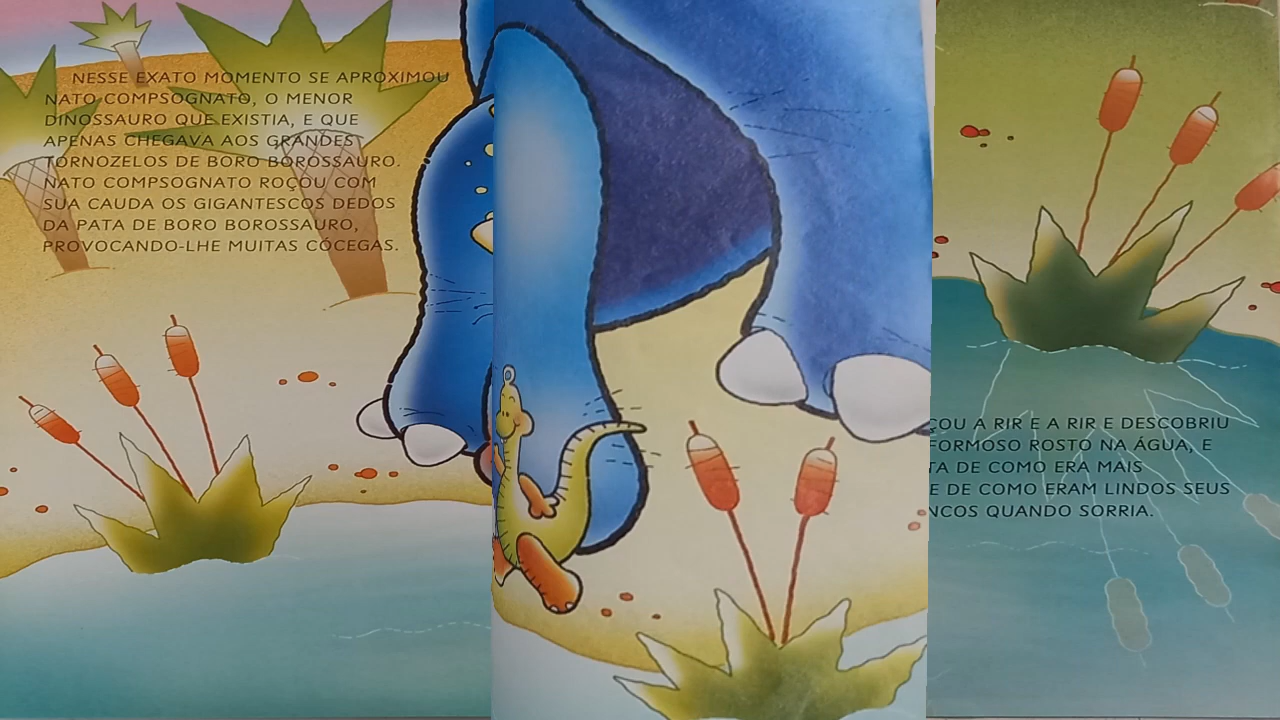 NESSE EXATO MOMENTO SE APROXIMOU
NATO COMPSOGNATO, O MENOR
DINOSSAURO QUE EXISTIA, E QUE
APENAS CHEGAVA AOS GRANDES
TORNOZELOS DE BORO BOROSSAURO.
NATO COMPSOGNATO ROÇOU COM
SUA CAUDA OS GIGANTESCOS DEDOS
DA PATA DE BORO BOROSSAURO,
PROVOCANDO-LHE MUITAS CÓCEGAS.
ÇOU A RIR E A RIR E DESCOBRIU
FORMOSO ROSTO NA ÁGUA, E
TA DE COMO ERA MAIS
E DE COMO ERAM LINDOS SEUS
NCOS QUANDO SORRIA.